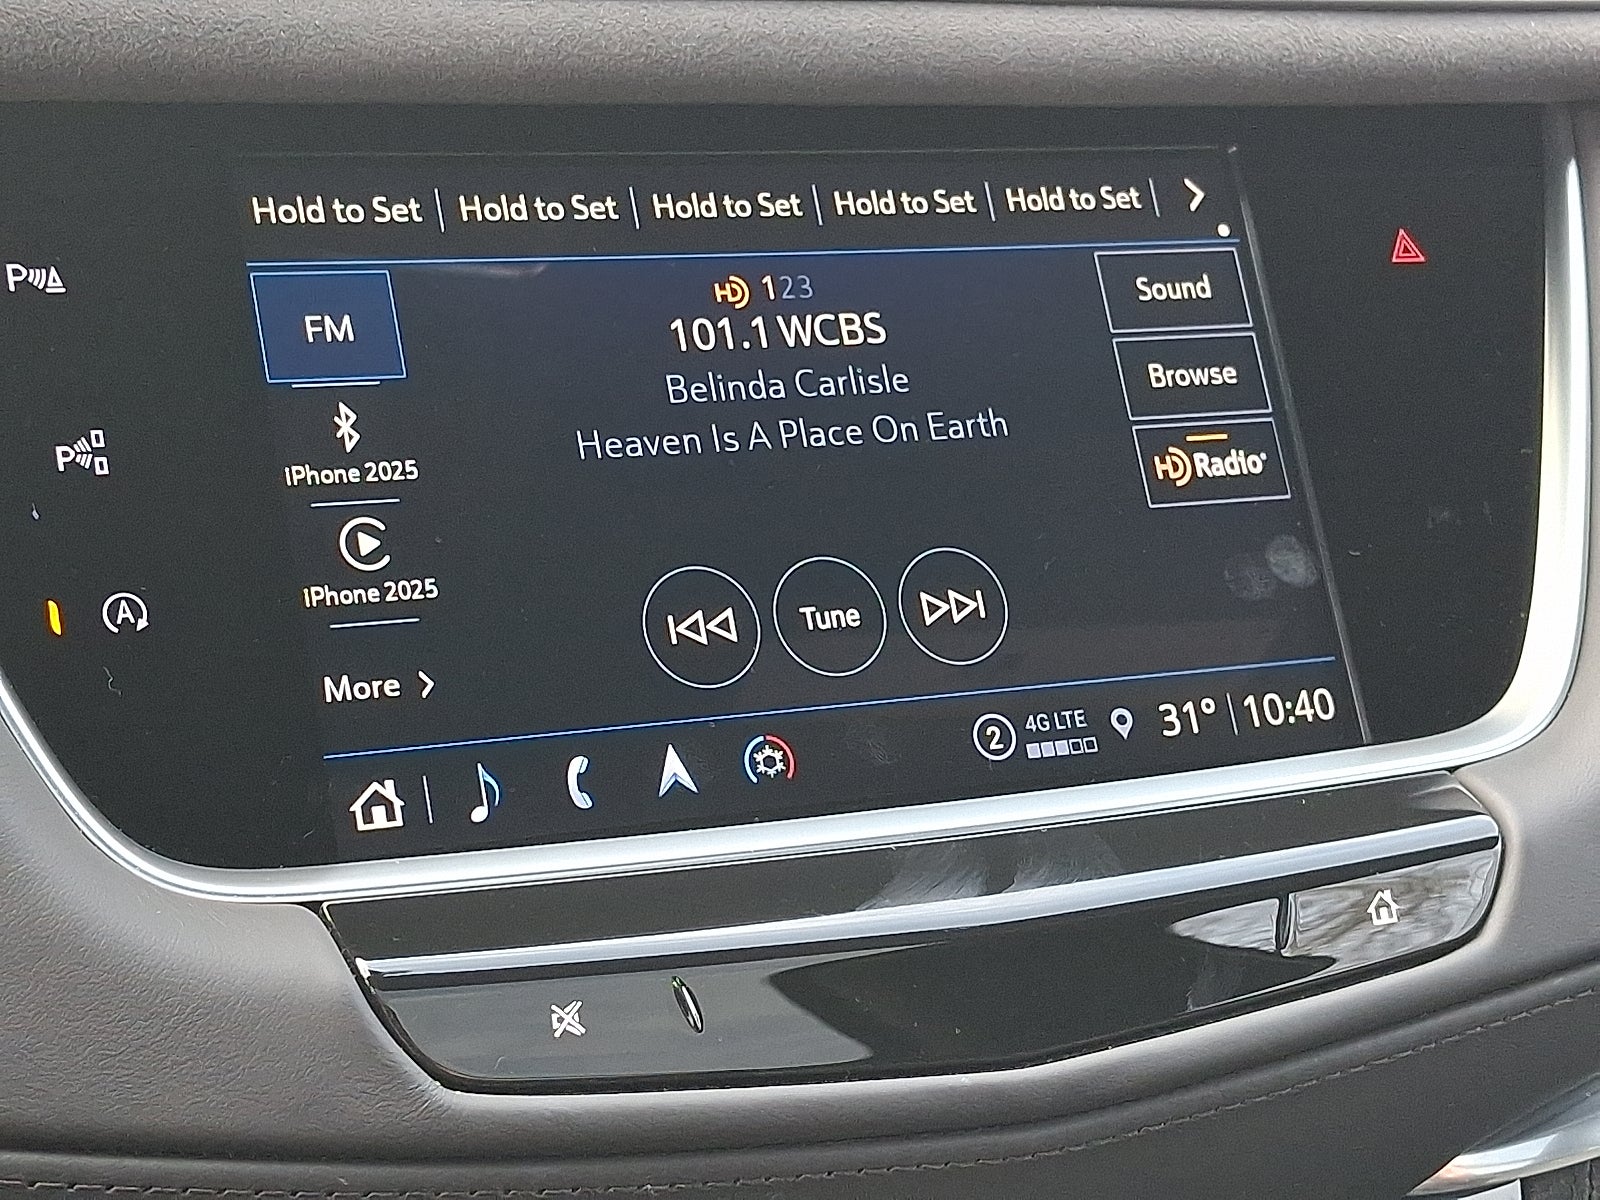 Hold to Set | Hold to Set | Hold to Set | Hold to Set | Hold to Set |
FM
HD 123
101.1 WCBS
Belinda Carlisle
Heaven Is A Place On Earth
Sound
Browse
HD Radio
iPhone 2025
iPhone 2025
More
Tune
2
4G LTE
31° | 10:40
P
P
A